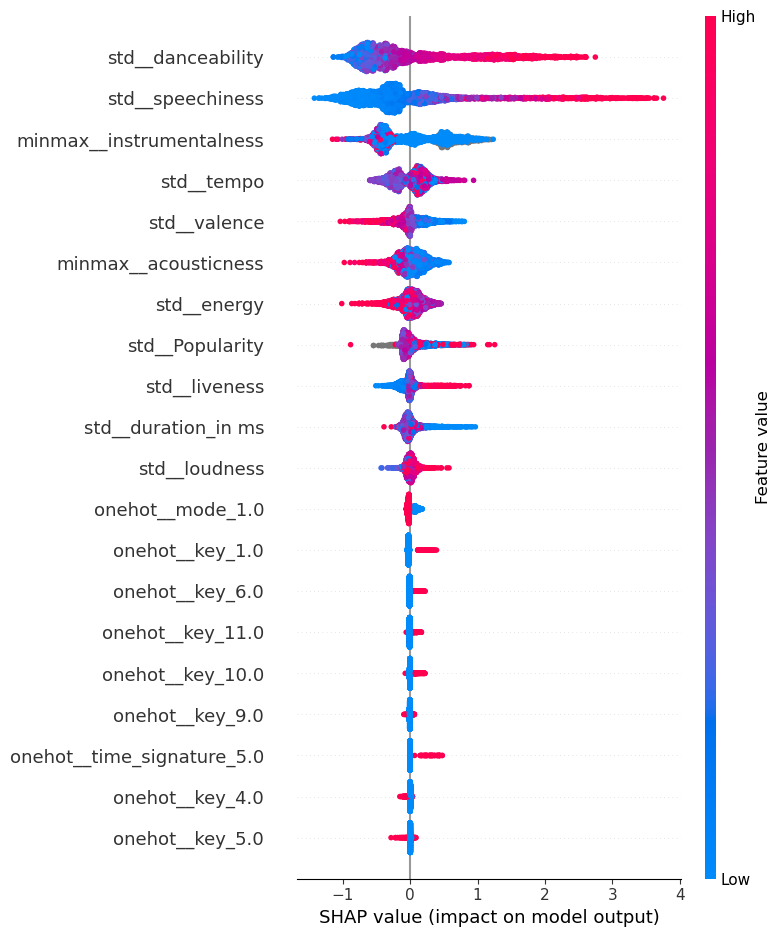 High
std__danceability
std__speechiness
minmax__instrumentalness
std__tempo
std__valence
minmax__acousticness
std__energy
std__Popularity
std__liveness
std__duration_in ms
std__loudness
onehot__mode_1.0
onehot__key_1.0
onehot__key_6.0
onehot__key_11.0
onehot__key_10.0
onehot__key_9.0
onehot__time_signature_5.0
onehot__key_4.0
onehot__key_5.0
Feature value
Low
−1 0 1 2 3 4
SHAP value (impact on model output)